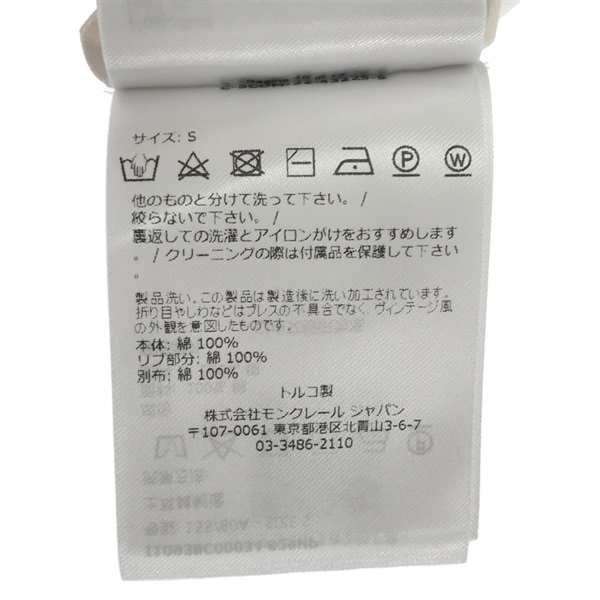 サイズ: S
P
W
他のものと分けて洗って下さい。/
絞らないで下さい。/
裏返しての洗濯とアイロンがけをおすすめします
。/ クリーニングの際は付属品を保護して下さい
。
製品洗い。この製品は製造後に洗い加工されています。
折り目やしわなどはプレスの不具合でなく、ヴィンテージ風
の外観を意図したものです。
本体: 綿 100%
リブ部分: 綿 100%
別布: 綿 100%
トルコ製
株式会社モンクレール ジャパン
〒107-0061 東京都港区北青山3-6-7
03-3486-2110